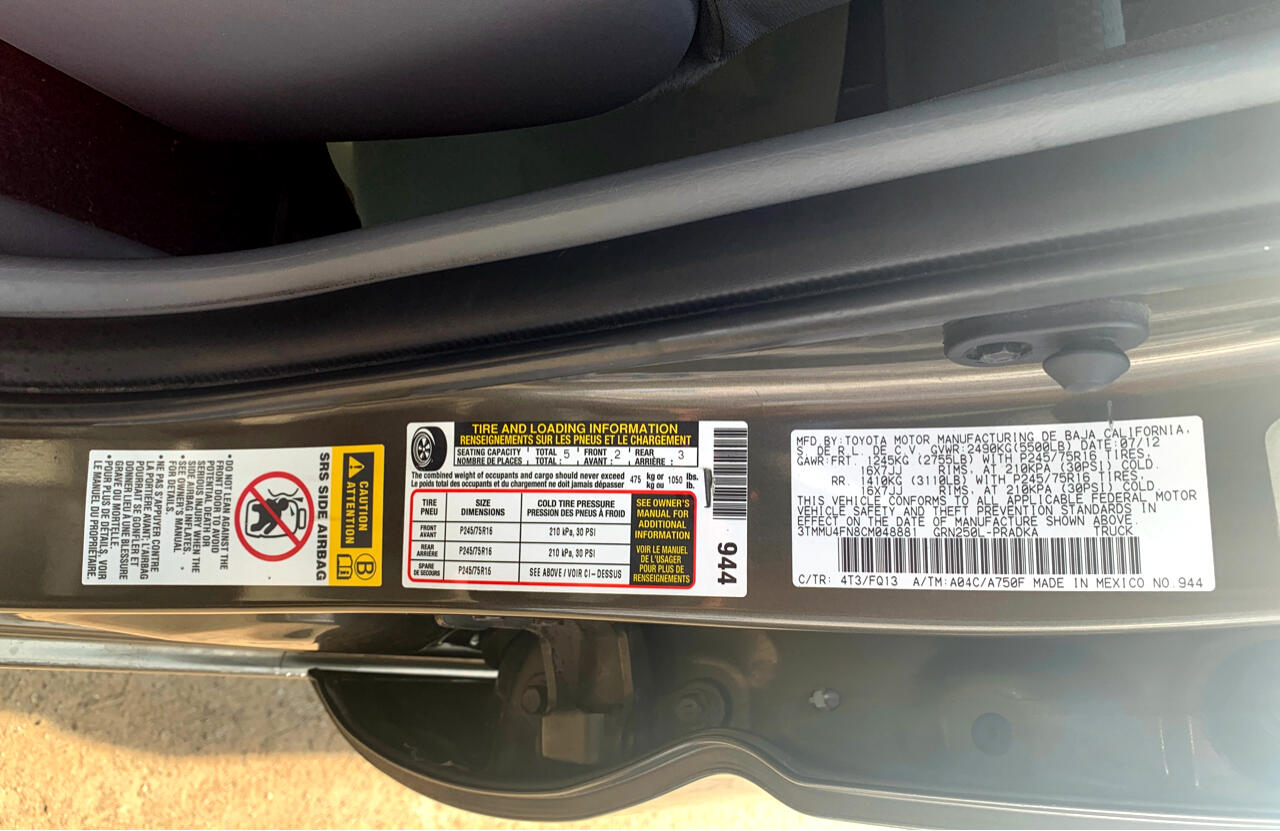 • DO NOT LEAN AGAINST THE
FRONT DOOR TO AVOID
POTENTIAL DEATH OR
SERIOUS INJURY WHEN THE
SIDE AIRBAG INFLATES.
• SEE OWNER'S MANUAL
FOR DETAILS.
• NE PAS S'APPUYER CONTRE
LA PORTIÈRE AVANT; L'AIRBAG
POURRAIT SE GONFLER ET
DONNER LIEU À UNE BLESSURE
GRAVE OU MORTELLE.
• POUR PLUS DE DÉTAILS, VOIR
LE MANUEL DU PROPRIÉTAIRE.
SRS SIDE AIRBAG
CAUTION
ATTENTION
B
TIRE AND LOADING INFORMATION
RENSEIGNEMENTS SUR LES PNEUS ET LE CHARGEMENT
SEATING CAPACITY TOTAL 5 FRONT 2 REAR 3
NOMBRE DE PLACES TOTAL: 5 AVANT: 2 ARRIÈRE: 3
The combined weight of occupants and cargo should never exceed 475 kg or 1050 lbs.
Le poids total des occupants et du chargement ne doit jamais dépasser kg ou lb.
TIRE SIZE COLD TIRE PRESSURE
PNEU DIMENSIONS PRESSION DES PNEUS À FROID
FRONT
AVANT P245/75R16 210 kPa, 30 PSI
REAR
ARRIÈRE P245/75R16 210 kPa, 30 PSI
SPARE
DE SECOURS P245/75R16 SEE ABOVE / VOIR CI-DESSUS
SEE OWNER'S
MANUAL FOR
ADDITIONAL
INFORMATION
VOIR LE MANUEL
DE L'USAGER
POUR PLUS DE
RENSEIGNEMENTS
944
MFD.BY:TOYOTA MOTOR MANUFACTURING DE BAJA CALIFORNIA,
S. DE R.L. DE C.V. GVWR:2490KG(5500LB) DATE:07/12
GAWR:FRT. 1245KG (2755LB) WITH P245/75R16 TIRES,
16X7JJ RIMS, AT 210KPA (30PSI) COLD.
RR. 1410KG (3110LB) WITH P245/75R16 TIRES,
16X7JJ RIMS, AT 210KPA (30PSI) COLD.
THIS VEHICLE CONFORMS TO ALL APPLICABLE FEDERAL MOTOR
VEHICLE SAFETY AND THEFT PREVENTION STANDARDS IN
EFFECT ON THE DATE OF MANUFACTURE SHOWN ABOVE.
3TMMU4FN8CM048881 GRN250L-PRADKA TRUCK
C/TR: 4T3/FQ13 A/TM:A04C/A750F MADE IN MEXICO NO.944